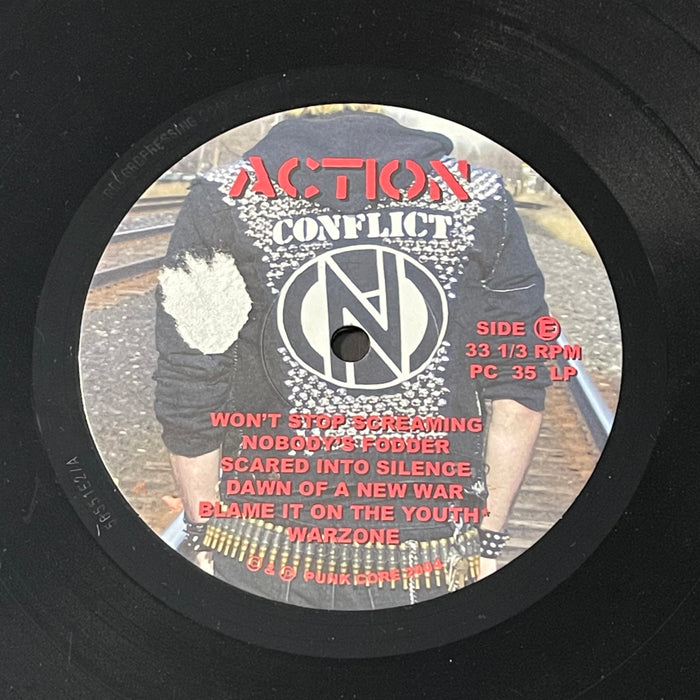 ACTION
CONFLICT
SIDE E
33 1/3 RPM
PC 35 LP
WON'T STOP SCREAMING
NOBODY'S FODDER
SCARED INTO SILENCE
DAWN OF A NEW WAR
BLAME IT ON THE YOUTH*
WARZONE
© & ℗ PUNK CORE 2004